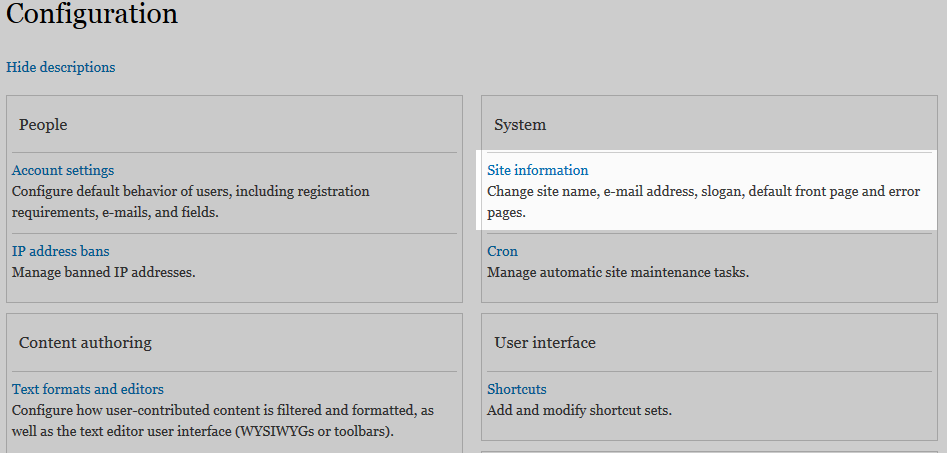 Configuration
Hide descriptions
People
Account settings
Configure default behavior of users, including registration
requirements, e-mails, and fields.
IP address bans
Manage banned IP addresses.
System
Site information
Change site name, e-mail address, slogan, default front page and error
pages.
Cron
Manage automatic site maintenance tasks.
Content authoring
Text formats and editors
Configure how user-contributed content is filtered and formatted, as
well as the text editor user interface (WYSIWYGs or toolbars).
User interface
Shortcuts
Add and modify shortcut sets.